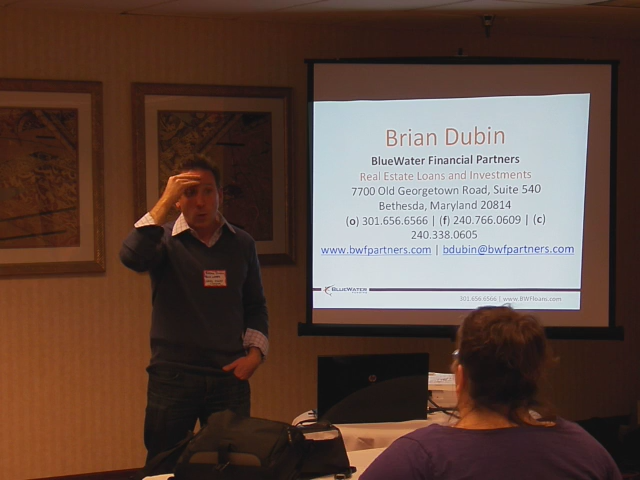 Brian Dubin
BlueWater Financial Partners
Real Estate Loans and Investments
7700 Old Georgetown Road, Suite 540
Bethesda, Maryland 20814
(o) 301.656.6566 | (f) 240.766.0609 | (c)
240.338.0605
www.bwfpartners.com | bdubin@bwfpartners.com
BLUEWATER
301.656.6566 | www.BWFloans.com
hp